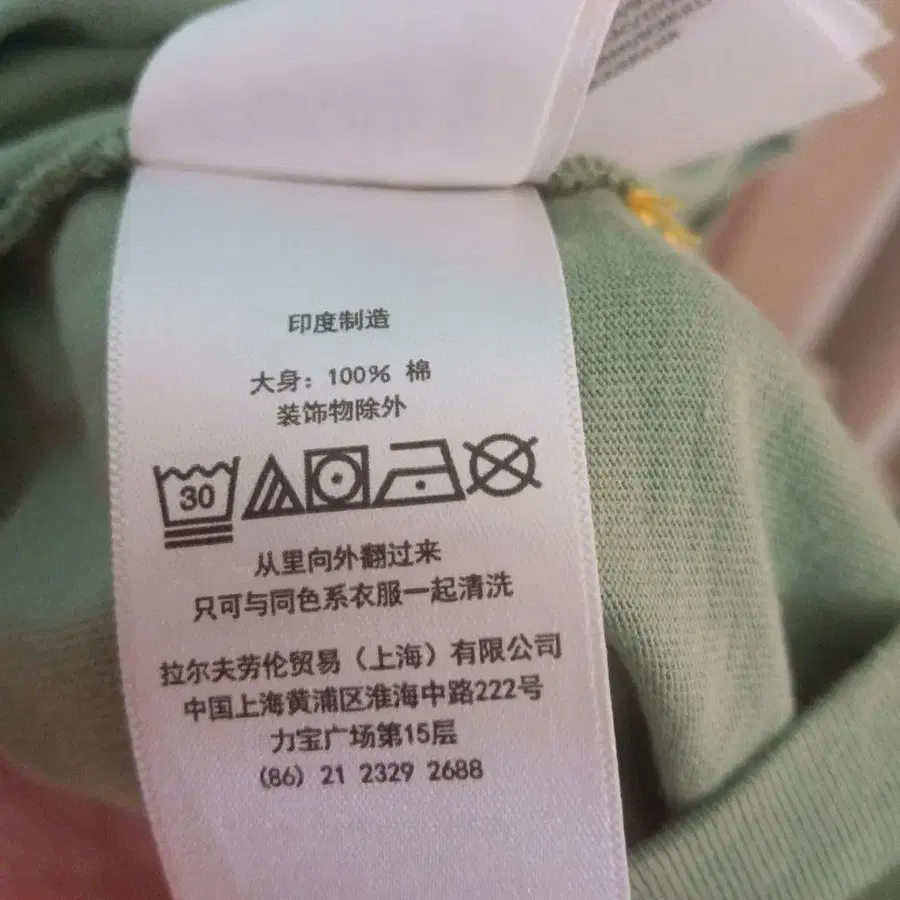 印度制造
大身: 100% 棉
装饰物除外
30
从里向外翻过来
只可与同色系衣服一起清洗
拉尔夫劳伦贸易（上海）有限公司
中国上海黄浦区淮海中路222号
力宝广场第15层
(86) 21 2329 2688